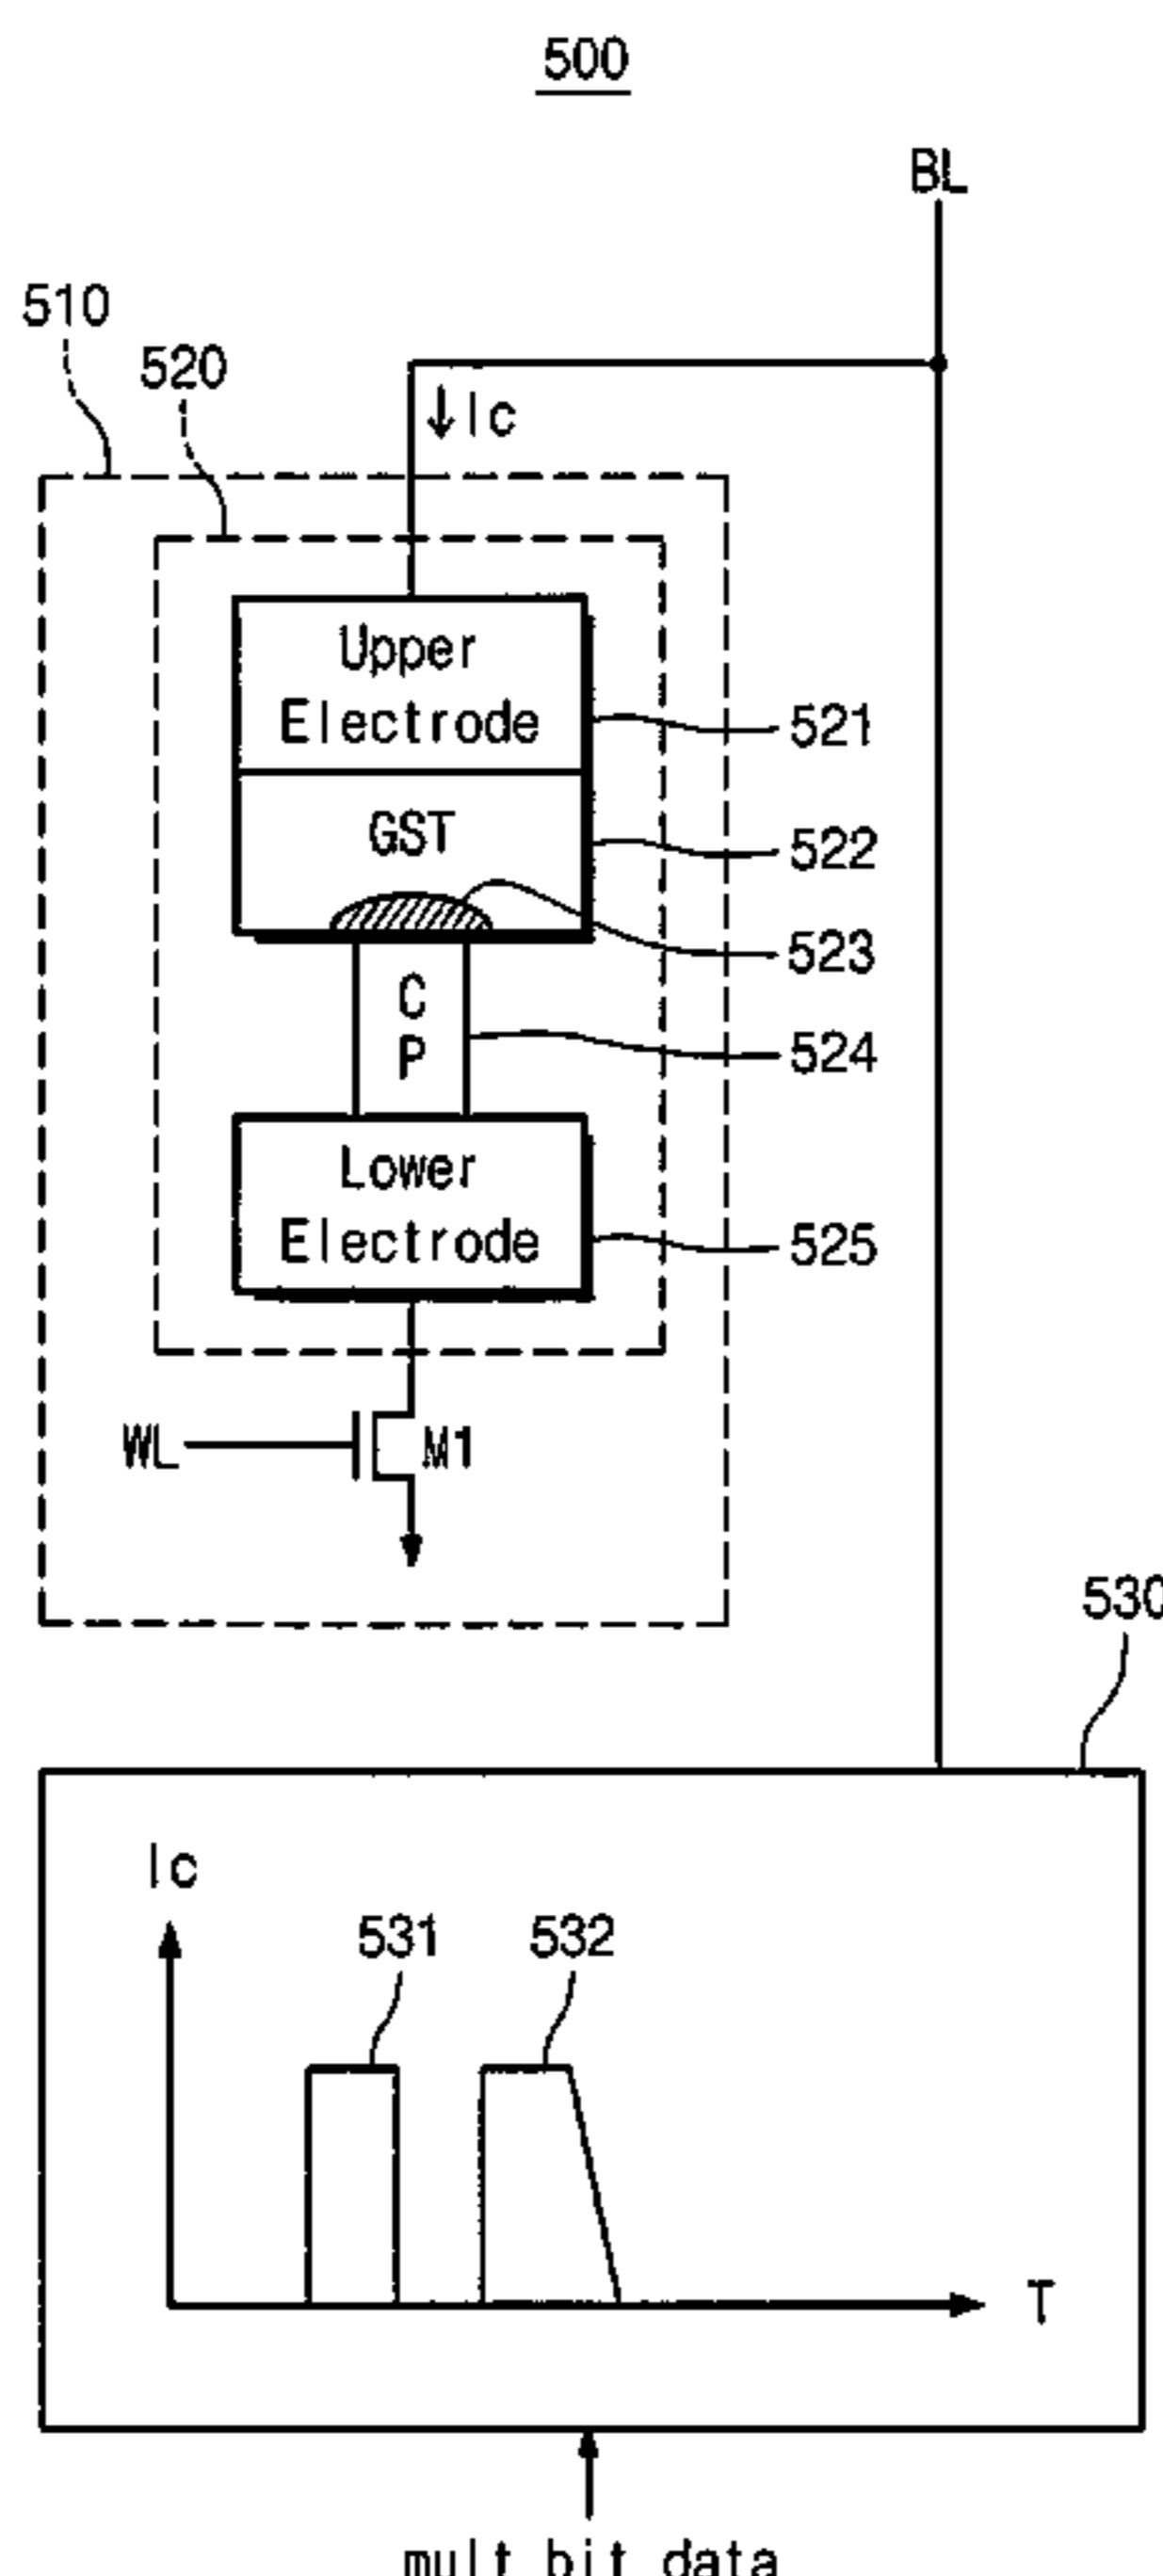 500
BL
510
520
Ic
Upper
Electrode
521
GST
522
523
C
P
524
Lower
Electrode
525
WL
M1
530
Ic
531
532
T
mult bit data